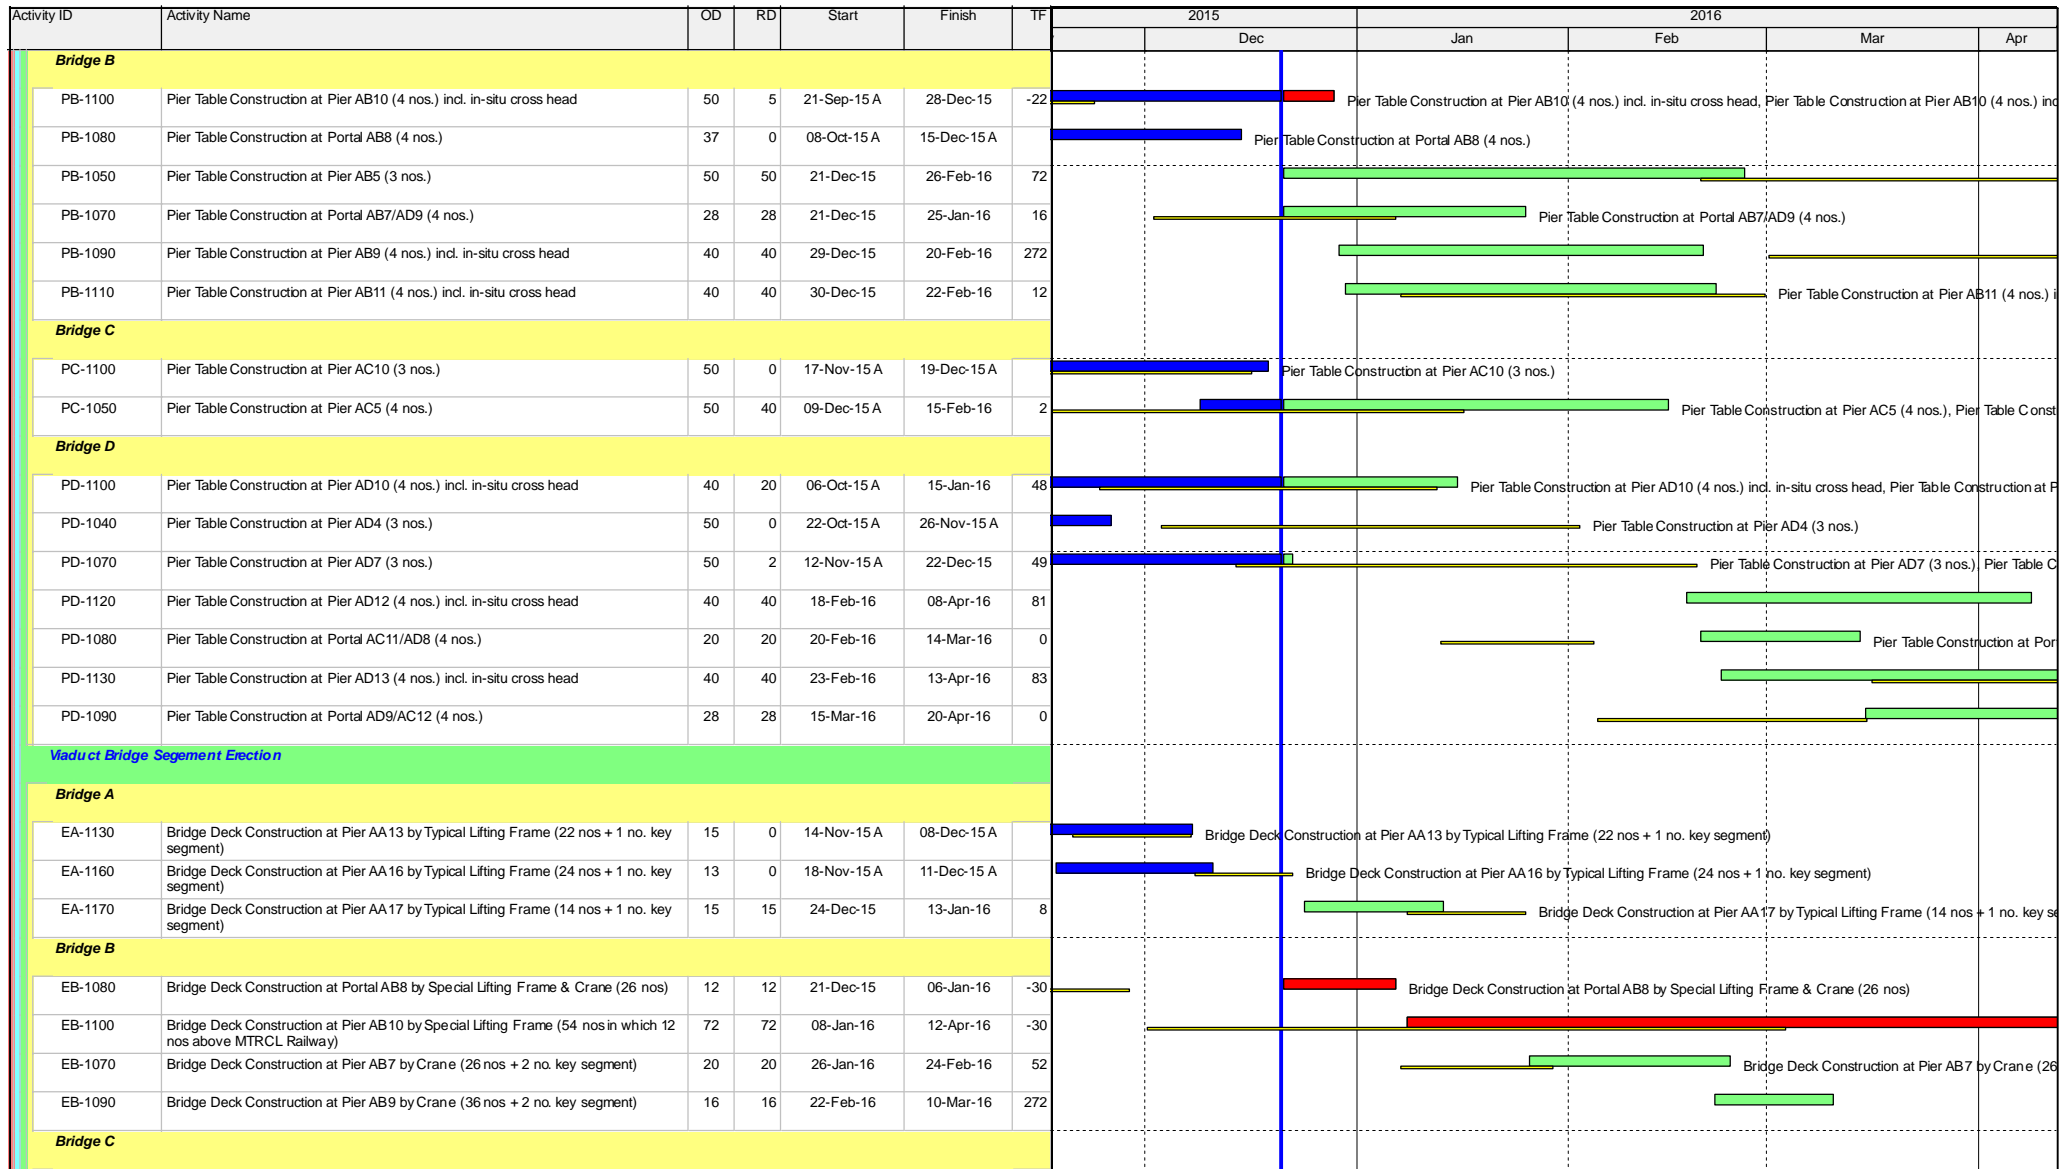 Activity ID Activity Name OD RD Start Finish TF 2015 2016
Dec Jan Feb Mar Apr
Bridge B
PB-1100 Pier Table Construction at Pier AB10 (4 nos.) incl. in-situ cross head 50 5 21-Sep-15 A 28-Dec-15 -22 Pier Table Construction at Pier AB10 (4 nos.) incl. in-situ cross head, Pier Table Construction at Pier AB10 (4 nos.) inc
PB-1080 Pier Table Construction at Portal AB8 (4 nos.) 37 0 08-Oct-15 A 15-Dec-15 A Pier Table Construction at Portal AB8 (4 nos.)
PB-1050 Pier Table Construction at Pier AB5 (3 nos.) 50 50 21-Dec-15 26-Feb-16 72
PB-1070 Pier Table Construction at Portal AB7/AD9 (4 nos.) 28 28 21-Dec-15 25-Jan-16 16 Pier Table Construction at Portal AB7/AD9 (4 nos.)
PB-1090 Pier Table Construction at Pier AB9 (4 nos.) incl. in-situ cross head 40 40 29-Dec-15 20-Feb-16 272
PB-1110 Pier Table Construction at Pier AB11 (4 nos.) incl. in-situ cross head 40 40 30-Dec-15 22-Feb-16 12 Pier Table Construction at Pier AB11 (4 nos.) i
Bridge C
PC-1100 Pier Table Construction at Pier AC10 (3 nos.) 50 0 17-Nov-15 A 19-Dec-15 A Pier Table Construction at Pier AC10 (3 nos.)
PC-1050 Pier Table Construction at Pier AC5 (4 nos.) 50 40 09-Dec-15 A 15-Feb-16 2 Pier Table Construction at Pier AC5 (4 nos.), Pier Table Const
Bridge D
PD-1100 Pier Table Construction at Pier AD10 (4 nos.) incl. in-situ cross head 40 20 06-Oct-15 A 15-Jan-16 48 Pier Table Construction at Pier AD10 (4 nos.) incl. in-situ cross head, Pier Table Construction at P
PD-1040 Pier Table Construction at Pier AD4 (3 nos.) 50 0 22-Oct-15 A 26-Nov-15 A Pier Table Construction at Pier AD4 (3 nos.)
PD-1070 Pier Table Construction at Pier AD7 (3 nos.) 50 2 12-Nov-15 A 22-Dec-15 49 Pier Table Construction at Pier AD7 (3 nos.), Pier Table C
PD-1120 Pier Table Construction at Pier AD12 (4 nos.) incl. in-situ cross head 40 40 18-Feb-16 08-Apr-16 81
PD-1080 Pier Table Construction at Portal AC11/AD8 (4 nos.) 20 20 20-Feb-16 14-Mar-16 0 Pier Table Construction at Por
PD-1130 Pier Table Construction at Pier AD13 (4 nos.) incl. in-situ cross head 40 40 23-Feb-16 13-Apr-16 83
PD-1090 Pier Table Construction at Portal AD9/AC12 (4 nos.) 28 28 15-Mar-16 20-Apr-16 0
Viaduct Bridge Segement Erection
Bridge A
EA-1130 Bridge Deck Construction at Pier AA13 by Typical Lifting Frame (22 nos + 1 no. key 15 0 14-Nov-15 A 08-Dec-15 A Bridge Deck Construction at Pier AA13 by Typical Lifting Frame (22 nos + 1 no. key segment)
segment)
EA-1160 Bridge Deck Construction at Pier AA16 by Typical Lifting Frame (24 nos + 1 no. key 13 0 18-Nov-15 A 11-Dec-15 A Bridge Deck Construction at Pier AA16 by Typical Lifting Frame (24 nos + 1 no. key segment)
segment)
EA-1170 Bridge Deck Construction at Pier AA17 by Typical Lifting Frame (14 nos + 1 no. key 15 15 24-Dec-15 13-Jan-16 8 Bridge Deck Construction at Pier AA17 by Typical Lifting Frame (14 nos + 1 no. key se
segment)
Bridge B
EB-1080 Bridge Deck Construction at Portal AB8 by Special Lifting Frame & Crane (26 nos) 12 12 21-Dec-15 06-Jan-16 -30 Bridge Deck Construction at Portal AB8 by Special Lifting Frame & Crane (26 nos)
EB-1100 Bridge Deck Construction at Pier AB10 by Special Lifting Frame (54 nos in which 12 72 72 08-Jan-16 12-Apr-16 -30
nos above MTRCL Railway)
EB-1070 Bridge Deck Construction at Pier AB7 by Crane (26 nos + 2 no. key segment) 20 20 26-Jan-16 24-Feb-16 52 Bridge Deck Construction at Pier AB7 by Crane (26
EB-1090 Bridge Deck Construction at Pier AB9 by Crane (36 nos + 2 no. key segment) 16 16 22-Feb-16 10-Mar-16 272
Bridge C